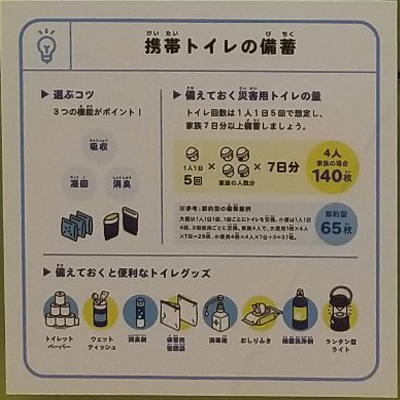 携帯トイレの備蓄
選ぶコツ
3つの機能がポイント！
吸収
凝固
消臭
備えておく災害用トイレの量
トイレ回数は1人1日5回で想定し、
家族7日分以上備蓄しましょう。
1人1日
5回
×
×
7日分
家族の人数分
4人
家族の場合
140枚
※参考：節約型の備蓄事例
大便は1人1日1回、1回ごとにトイレを交換、小便は1人1日
4回、3回使用ごとに交換。家族4人で、大便用1枚×4人
×7日=28枚、小便用4枚×4人×7日÷3=37枚。
節約型
65枚
備えておくと便利なトイレグッズ
トイレット
ペーパー
ウェット
ティッシュ
消臭剤
保管用
密閉袋
消毒液
おしりふき
掃除洗浄剤
ランタン型
ライト